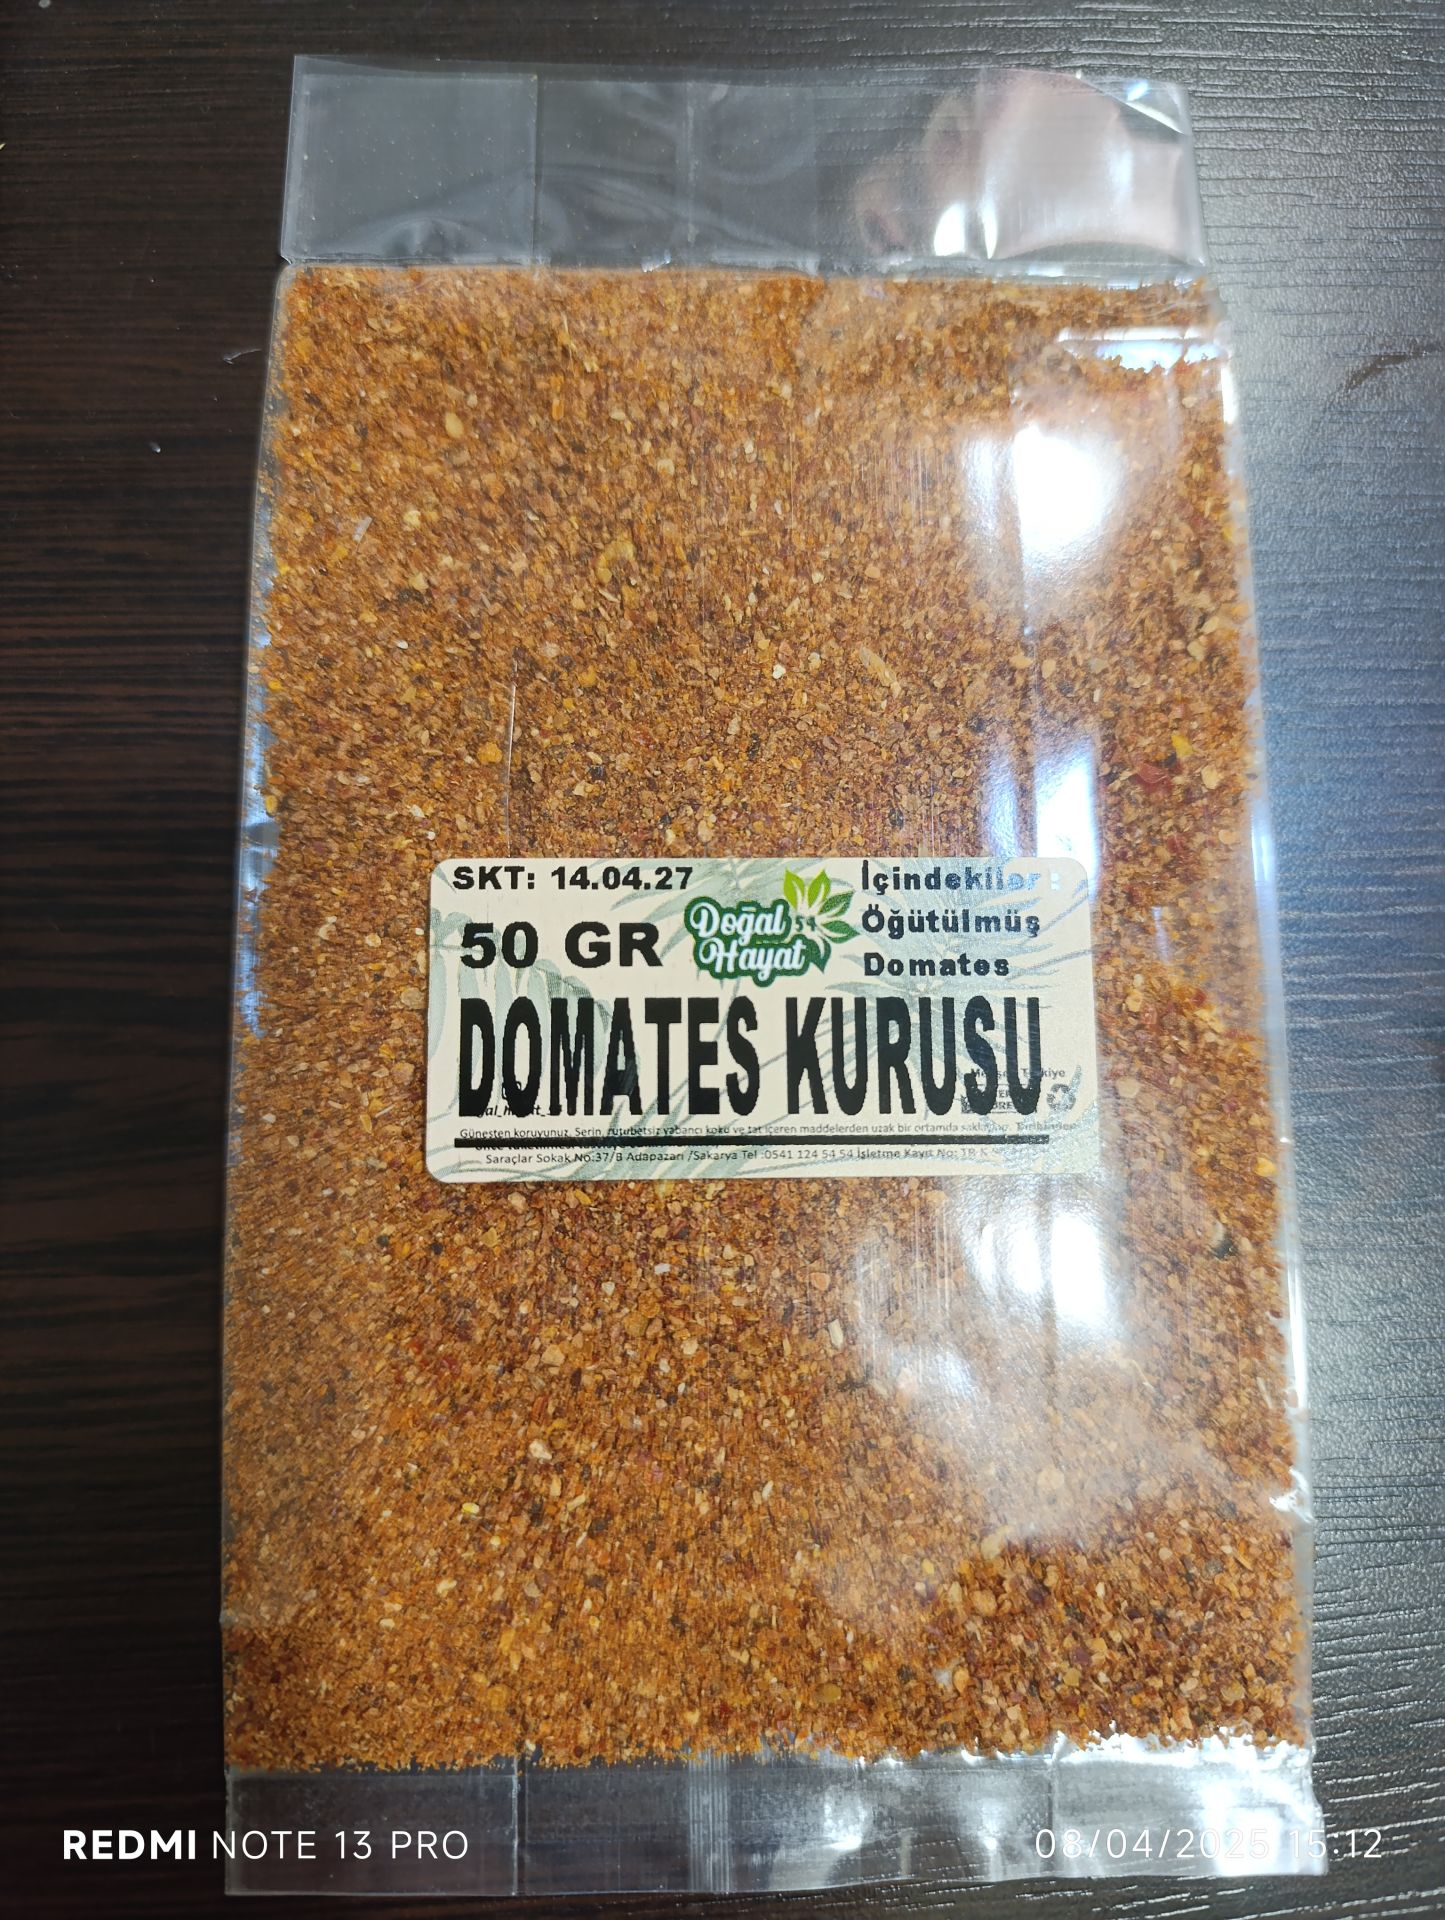 SKT: 14.04.27
50 GR
Doğal 54
Hayat
İçindekiler :
Öğütülmüş
Domates
DOMATES KURUSU
Güneşten koruyunuz. Serin, rutubetsiz yabancı koku ve tat içeren maddelerden uzak bir ortamda saklayınız.
Saraçlar Sokak No:37/B Adapazarı /Sakarya Tel :0541 124 54 54 İşletme Kayıt No: TR
REDMI NOTE 13 PRO
08/04/2025 15:12